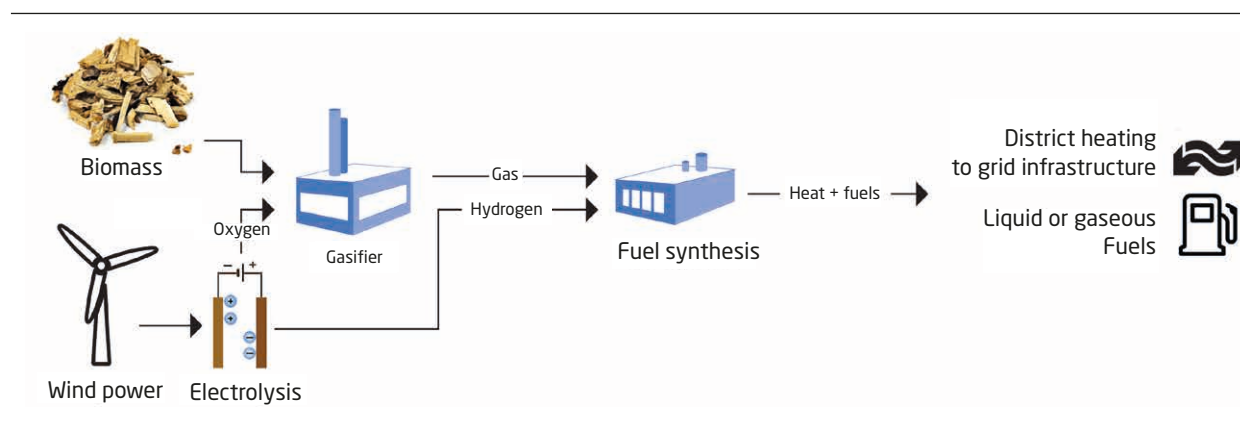 Biomass
Wind power
Electrolysis
Oxygen
− +
+
+
−
−
Gasifier
Gas
Hydrogen
Fuel synthesis
Heat + fuels
District heating
to grid infrastructure
Liquid or gaseous
Fuels